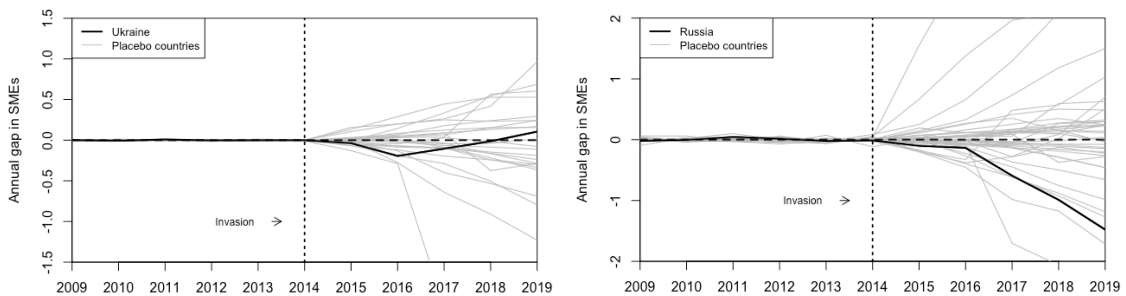 Annual gap in SMEs
1.5
1.0
0.5
0.0
-0.5
-1.0
-1.5
Ukraine
Placebo countries
Invasion
2009 2010 2011 2012 2013 2014 2015 2016 2017 2018 2019
Annual gap in SMEs
2
1
0
-1
-2
Russia
Placebo countries
Invasion
2009 2010 2011 2012 2013 2014 2015 2016 2017 2018 2019